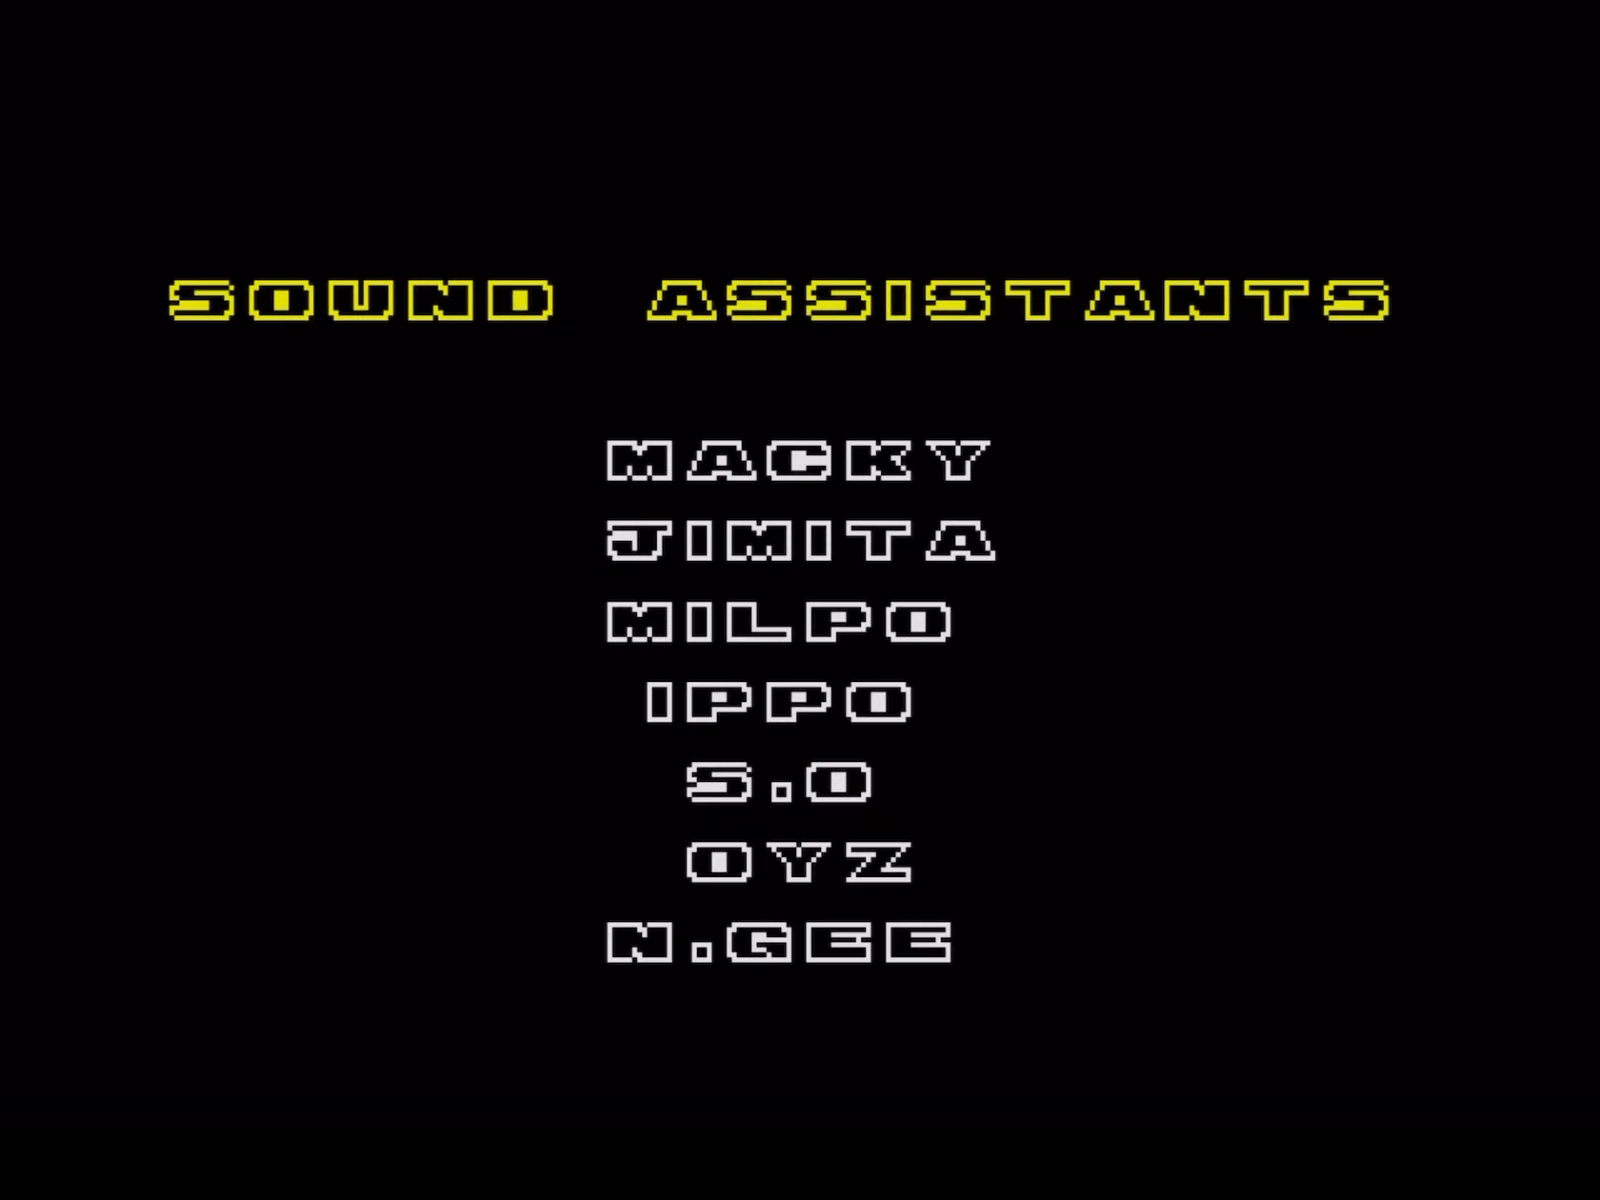 SOUND ASSISTANTS
MACKY
JIMITA
MILPO
IPPO
S.O
OYZ
N.GEE